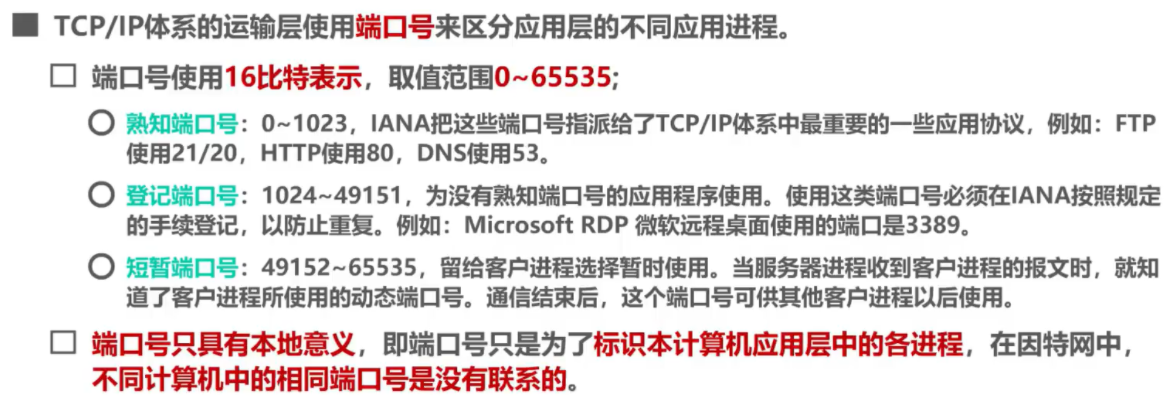 TCP/IP体系的运输层使用端口号来区分应用层的不同应用进程。
端口号使用16比特表示，取值范围0~65535;
熟知端口号：0~1023，IANA把这些端口号指派给了TCP/IP体系中最重要的一些应用协议，例如：FTP
使用21/20，HTTP使用80，DNS使用53。
登记端口号：1024~49151，为没有熟知端口号的应用程序使用。使用这类端口号必须在IANA按照规定
的手续登记，以防止重复。例如：Microsoft RDP 微软远程桌面使用的端口是3389。
短暂端口号：49152~65535，留给客户进程选择暂时使用。当服务器进程收到客户进程的报文时，就知
道了客户进程所使用的动态端口号。通信结束后，这个端口号可供其他客户进程以后使用。
端口号只具有本地意义，即端口号只是为了标识本计算机应用层中的各进程，在因特网中，
不同计算机中的相同端口号是没有联系的。